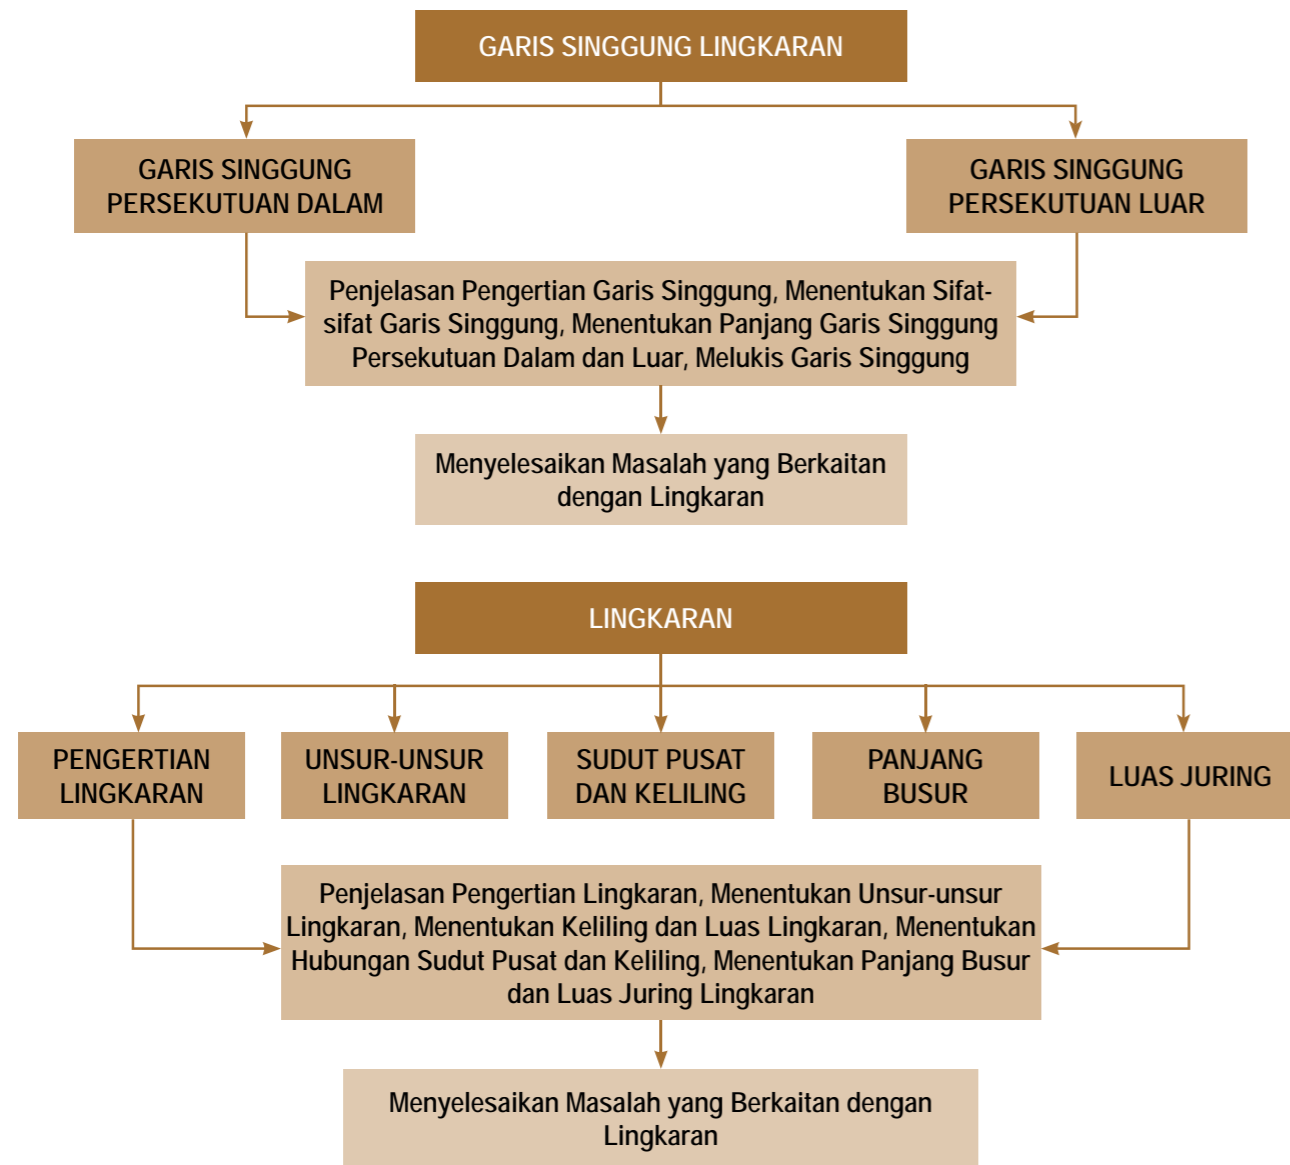 GARIS SINGGUNG LINGKARAN
GARIS SINGGUNG
PERSEKUTUAN DALAM
GARIS SINGGUNG
PERSEKUTUAN LUAR
Penjelasan Pengertian Garis Singgung, Menentukan Sifat-
sifat Garis Singgung, Menentukan Panjang Garis Singgung
Persekutuan Dalam dan Luar, Melukis Garis Singgung
Menyelesaikan Masalah yang Berkaitan
dengan Lingkaran
LINGKARAN
PENGERTIAN
LINGKARAN
UNSUR-UNSUR
LINGKARAN
SUDUT PUSAT
DAN KELILING
PANJANG
BUSUR
LUAS JURING
Penjelasan Pengertian Lingkaran, Menentukan Unsur-unsur
Lingkaran, Menentukan Keliling dan Luas Lingkaran, Menentukan
Hubungan Sudut Pusat dan Keliling, Menentukan Panjang Busur
dan Luas Juring Lingkaran
Menyelesaikan Masalah yang Berkaitan dengan
Lingkaran